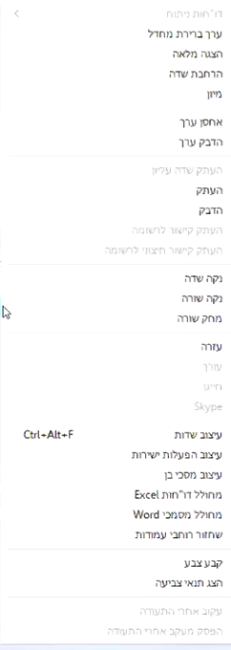 דו"חות ניתוח
ערך ברירת מחדל
הצגה מלאה
הרחבת שדה
מיון
אחסן ערך
הדבק ערך
העתק שדה עליון
העתק
הדבק
העתק קישור לרשומה
העתק קישור חיצוני לרשומה
נקה שדה
נקה שורה
מחק שורה
עזרה
עורך
חייג
Skype
עיצוב שדות Ctrl+Alt+F
עיצוב הפעלות ישירות
עיצוב מסכי בן
מחולל דו"חות Excel
מחולל מסמכי Word
שחזור רוחבי עמודות
קבע צבע
הצג תנאי צביעה
עקוב אחרי התעודה
הפסק מעקב אחרי התעודה